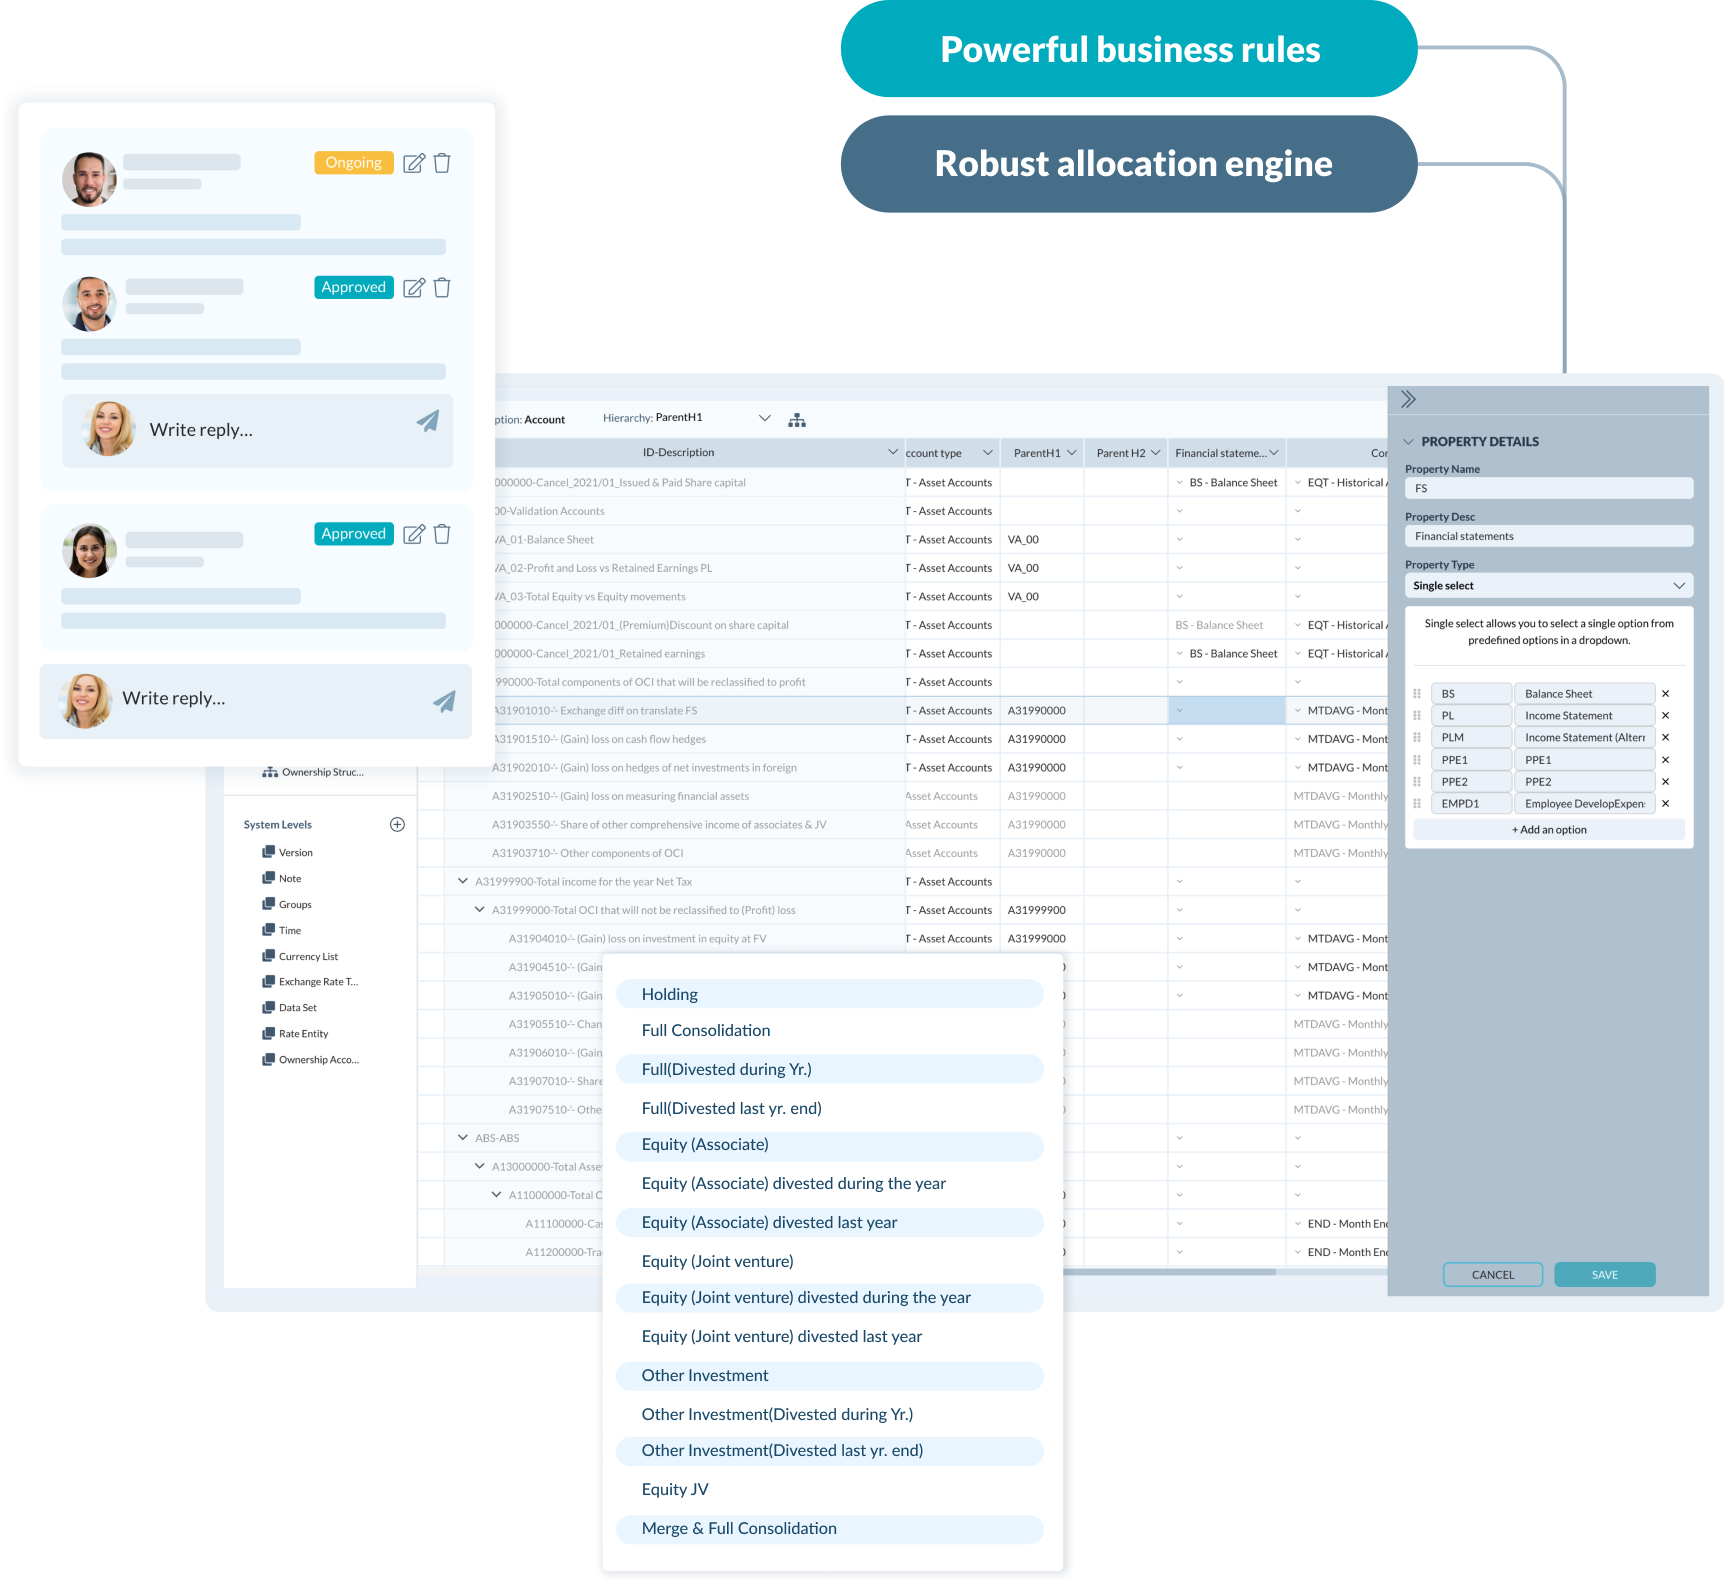 Powerful business rules
Robust allocation engine
Ongoing
Approved
Write reply...
Approved
Write reply...
ption: Account
Hierarchy: ParentH1
ID-Description
ccount type
ParentH1
Parent H2
Financial stateme...
Cor
000000-Cancel_2021/01_Issued & Paid Share capital
T - Asset Accounts
BS - Balance Sheet
EQT - Historical
00-Validation Accounts
T - Asset Accounts
VA_01-Balance Sheet
T - Asset Accounts
VA_00
VA_02-Profit and Loss vs Retained Earnings PL
T - Asset Accounts
VA_00
VA_03-Total Equity vs Equity movements
T - Asset Accounts
VA_00
000000-Cancel_2021/01_(Premium)Discount on share capital
T - Asset Accounts
BS - Balance Sheet
EQT - Historical
000000-Cancel_2021/01_Retained earnings
T - Asset Accounts
BS - Balance Sheet
EQT - Historical
990000-Total components of OCI that will be reclassified to profit
T - Asset Accounts
A31901010-'- Exchange diff on translate FS
T - Asset Accounts
A31990000
MTDAVG - Mont
A31901510-'- (Gain) loss on cash flow hedges
T - Asset Accounts
A31990000
MTDAVG - Mont
A31902010-'- (Gain) loss on hedges of net investments in foreign
T - Asset Accounts
A31990000
MTDAVG - Mont
A31902510-'- (Gain) loss on measuring financial assets
Asset Accounts
A31990000
MTDAVG - Monthly
A31903550-'- Share of other comprehensive income of associates & JV
Asset Accounts
A31990000
MTDAVG - Monthly
A31903710-'- Other components of OCI
Asset Accounts
A31990000
MTDAVG - Monthly
A31999900-Total income for the year Net Tax
T - Asset Accounts
A31999000-Total OCI that will not be reclassified to (Profit) loss
T - Asset Accounts
A31999900
A31904010-'- (Gain) loss on investment in equity at FV
T - Asset Accounts
A31999000
MTDAVG - Mont
A31904510-'- (Gain
MTDAVG - Mont
A31905010-'- (Gain
MTDAVG - Mont
A31905510-'- Chan
MTDAVG - Monthly
A31906010-'- (Gain
MTDAVG - Monthly
A31907010-'- Share
MTDAVG - Monthly
A31907510-'- Othe
MTDAVG - Monthly
ABS-ABS
A13000000-Total Asse
A11000000-Total C
A11100000-Cas
END - Month End
A11200000-Tra
END - Month End
Ownership Struc...
System Levels
Version
Note
Groups
Time
Currency List
Exchange Rate T...
Data Set
Rate Entity
Ownership Acco...
Holding
Full Consolidation
Full(Divested during Yr.)
Full(Divested last yr. end)
Equity (Associate)
Equity (Associate) divested during the year
Equity (Associate) divested last year
Equity (Joint venture)
Equity (Joint venture) divested during the year
Equity (Joint venture) divested last year
Other Investment
Other Investment(Divested during Yr.)
Other Investment(Divested last yr. end)
Equity JV
Merge & Full Consolidation
PROPERTY DETAILS
Property Name
FS
Property Desc
Financial statements
Property Type
Single select
Single select allows you to select a single option from
predefined options in a dropdown.
BS Balance Sheet
PL Income Statement
PLM Income Statement (Altern
PPE1 PPE1
PPE2 PPE2
EMPD1 Employee DevelopExpen
+ Add an option
CANCEL
SAVE